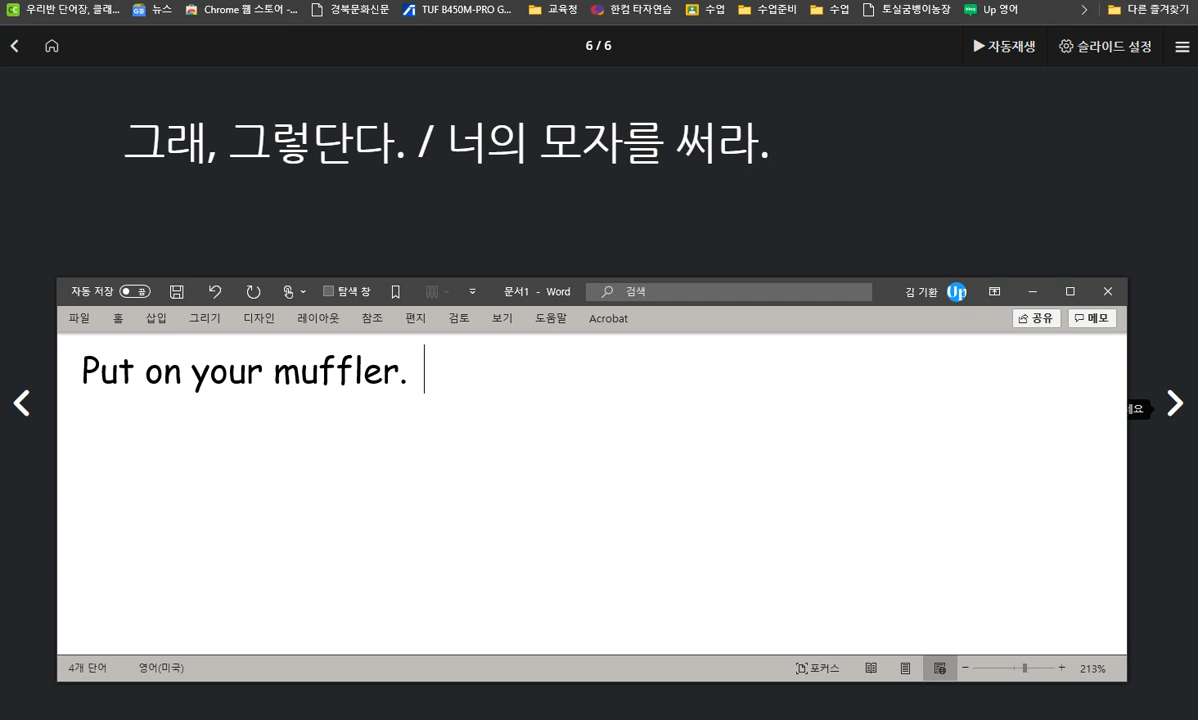 우리반 단어장, 클래... 뉴스 Chrome 웹 스토어 -... 경북문화신문 TUF B450M-PRO G... 교육청 한컴 타자연습 수업 수업준비 수업 토실굼벵이농장 Up 영어 다른 즐겨찾기
6 / 6 자동재생 슬라이드 설정
그래, 그렇단다. / 너의 모자를 써라.
자동 저장 끔 탐색 창 문서1 - Word 검색 김 기환 Up
파일 홈 삽입 그리기 디자인 레이아웃 참조 편지 검토 보기 도움말 Acrobat 공유 메모
Put on your muffler.
세요
4개 단어 영어(미국) 포커스 213%